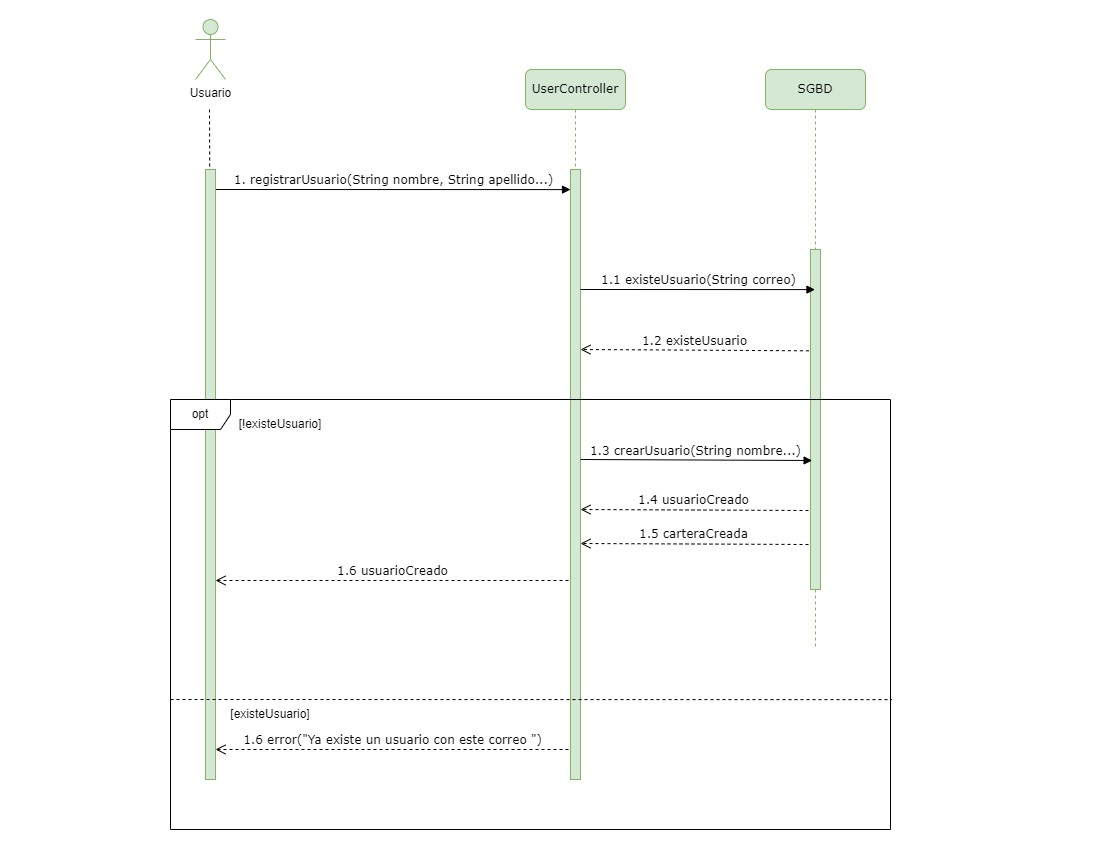 Usuario
UserController
SGBD
1. registrarUsuario(String nombre, String apellido...)
1.1 existeUsuario(String correo)
1.2 existeUsuario
opt
[!existeUsuario]
1.3 crearUsuario(String nombre...)
1.4 usuarioCreado
1.5 carteraCreada
1.6 usuarioCreado
[existeUsuario]
1.6 error("Ya existe un usuario con este correo ")